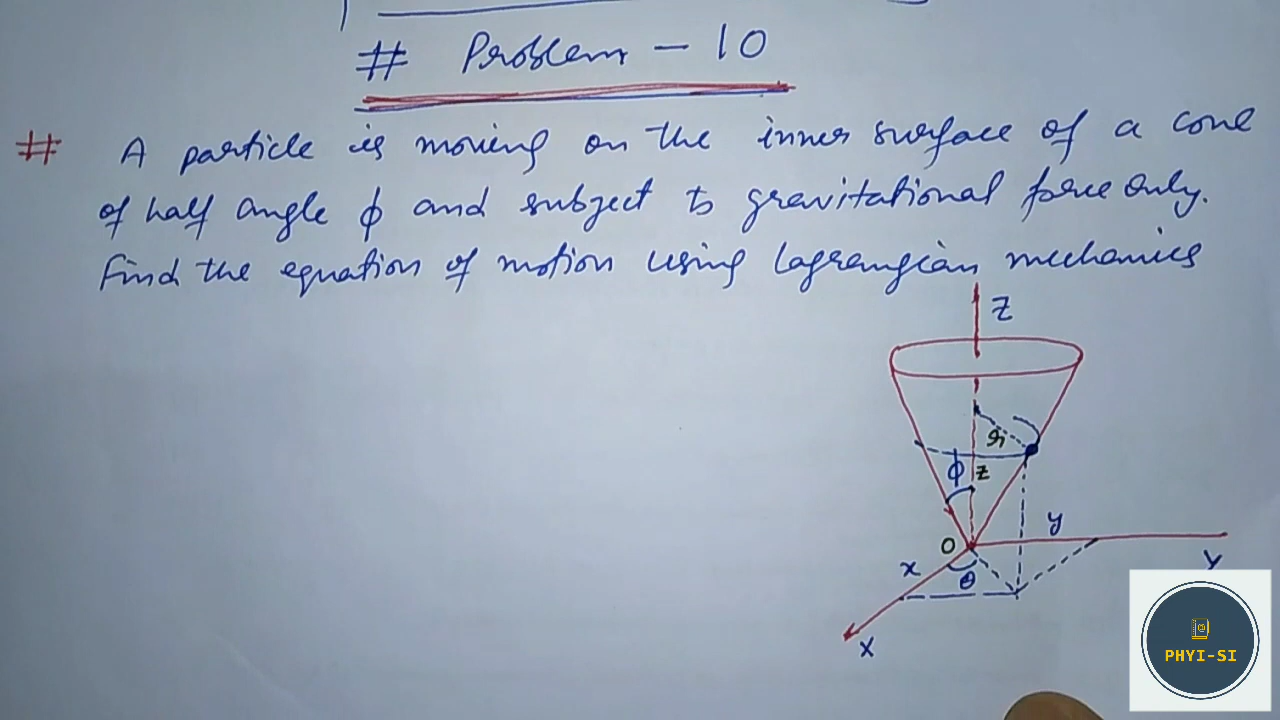 # Problem - 10
# A particle is moving on the inner surface of a cone
of half angle ϕ and subject to gravitational force only.
Find the equation of motion using Lagrangian mechanics
Z
r
ϕ
z
y
O
x
θ
Y
X
PHYI-SI